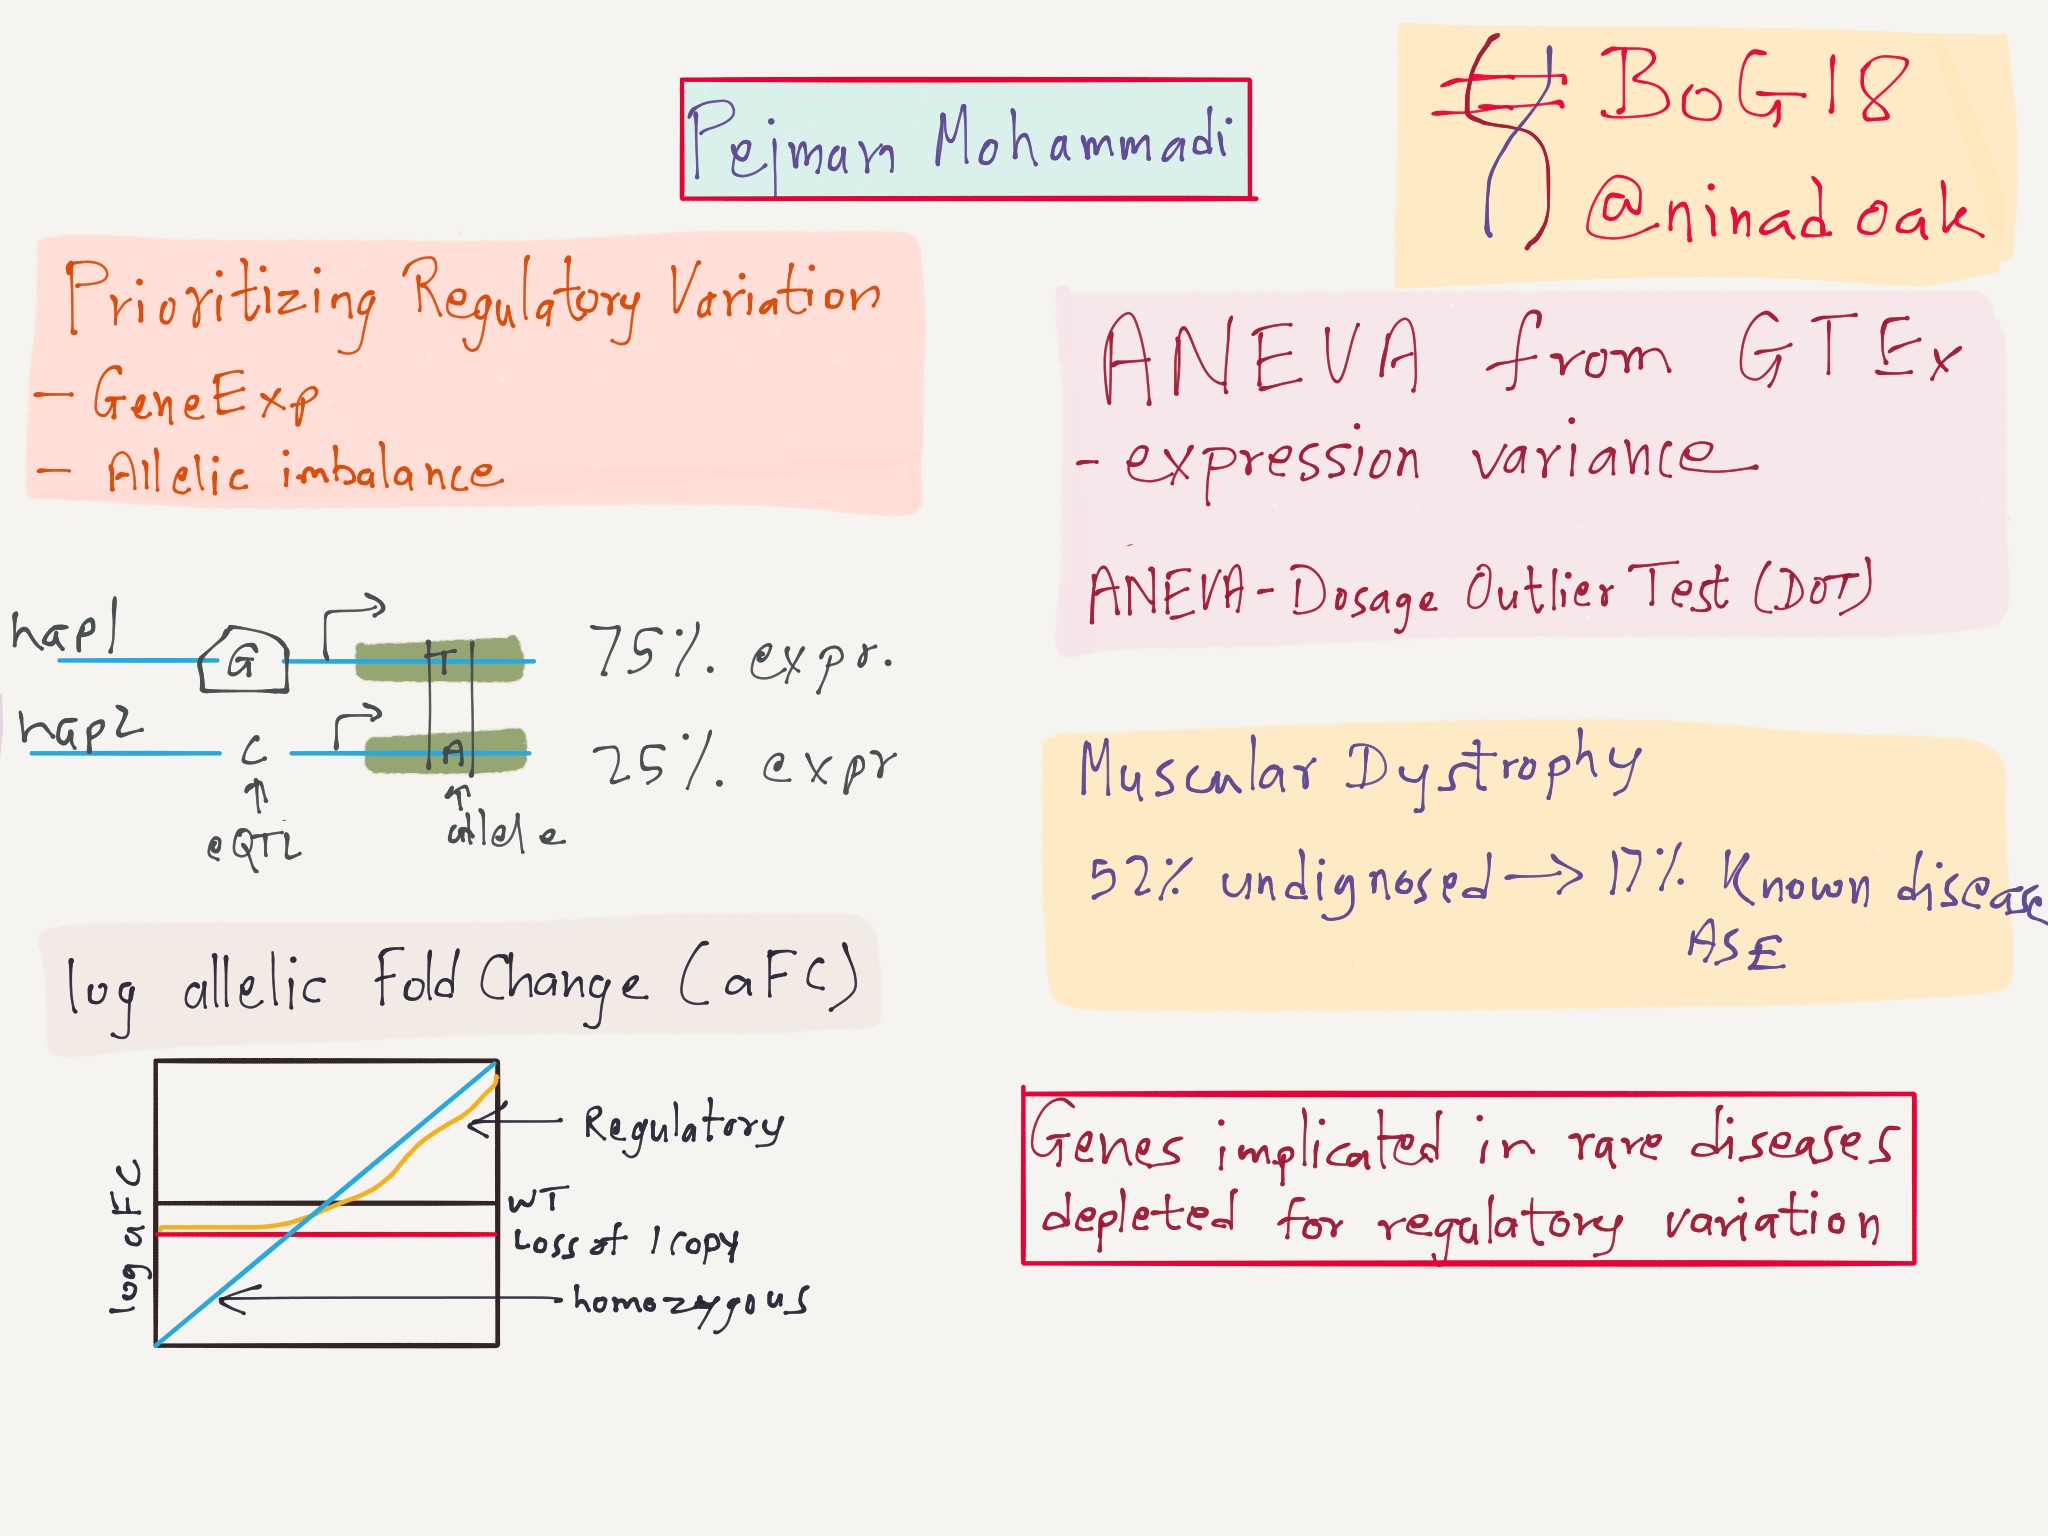 Pejman Mohammadi
# BoG18
@ninadoak
Prioritizing Regulatory Variation
- GeneExp
- Allelic imbalance
hap1
G
T
75% expr.
hap2
C
A
25% expr
eQTL
allele
log allelic Fold Change (aFC)
log aFC
Regulatory
WT
Loss of 1 copy
homozygous
ANEVA from GTEx
- expression variance
ANEVA-Dosage Outlier Test (DOT)
Muscular Dystrophy
52% undignosed → 17% Known disease
ASE
Genes implicated in rare diseases
depleted for regulatory variation